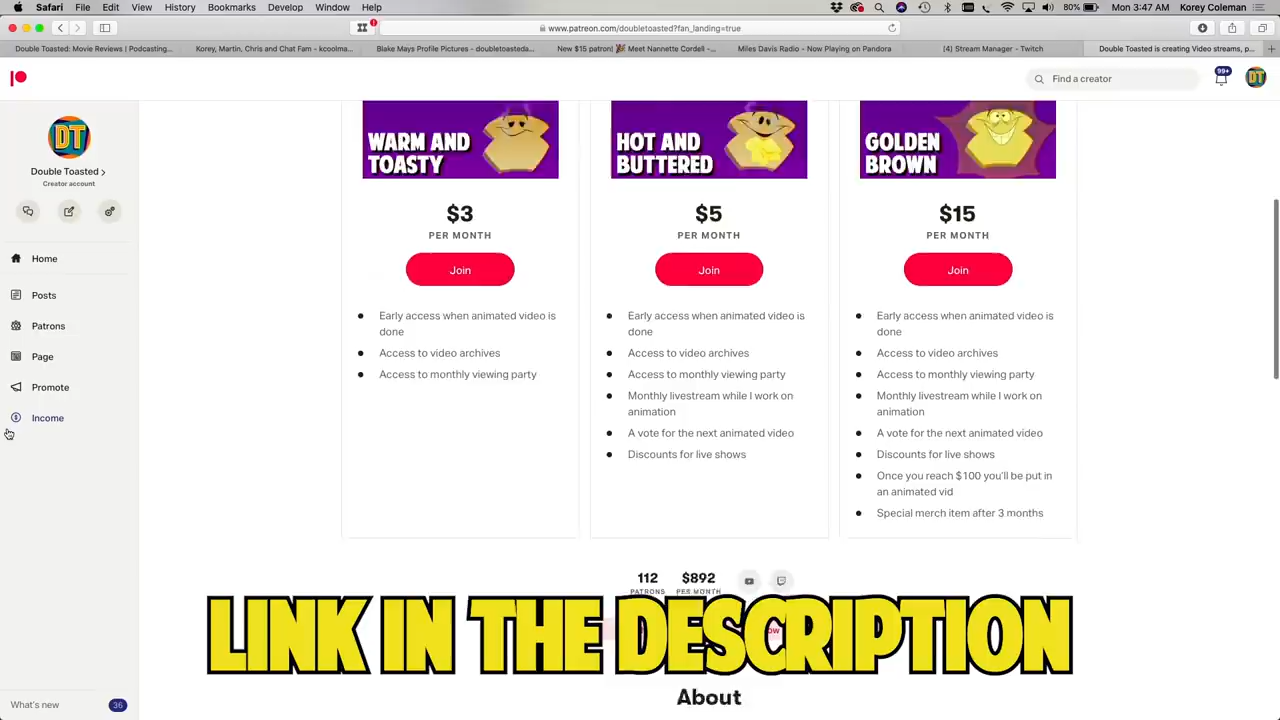 Safari File Edit View History Bookmarks Develop Window Help
80% Mon 3:47 AM Korey Coleman
www.patreon.com/doubletoasted?fan_landing=true
Double Toasted: Movie Reviews | Podcasting...
Korey, Martin, Chris and Chat Fam - kcoolma...
Blake Mays Profile Pictures - doubletoasteda...
New $15 patron! 🎉 Meet Nannette Cordell -...
Miles Davis Radio - Now Playing on Pandora
(4) Stream Manager - Twitch
Double Toasted is creating Video streams, p...
Find a creator
99+
DT
DT
Double Toasted
Creator account
Home
Posts
Patrons
Page
Promote
Income
What's new 36
WARM AND
TOASTY
$3
PER MONTH
Join
Early access when animated video is
done
Access to video archives
Access to monthly viewing party
HOT AND
BUTTERED
$5
PER MONTH
Join
Early access when animated video is
done
Access to video archives
Access to monthly viewing party
Monthly livestream while I work on
animation
A vote for the next animated video
Discounts for live shows
GOLDEN
BROWN
$15
PER MONTH
Join
Early access when animated video is
done
Access to video archives
Access to monthly viewing party
Monthly livestream while I work on
animation
A vote for the next animated video
Discounts for live shows
Once you reach $100 you'll be put in
an animated vid
Special merch item after 3 months
112 $892
PATRONS PER MONTH
LINK IN THE DESCRIPTION
About